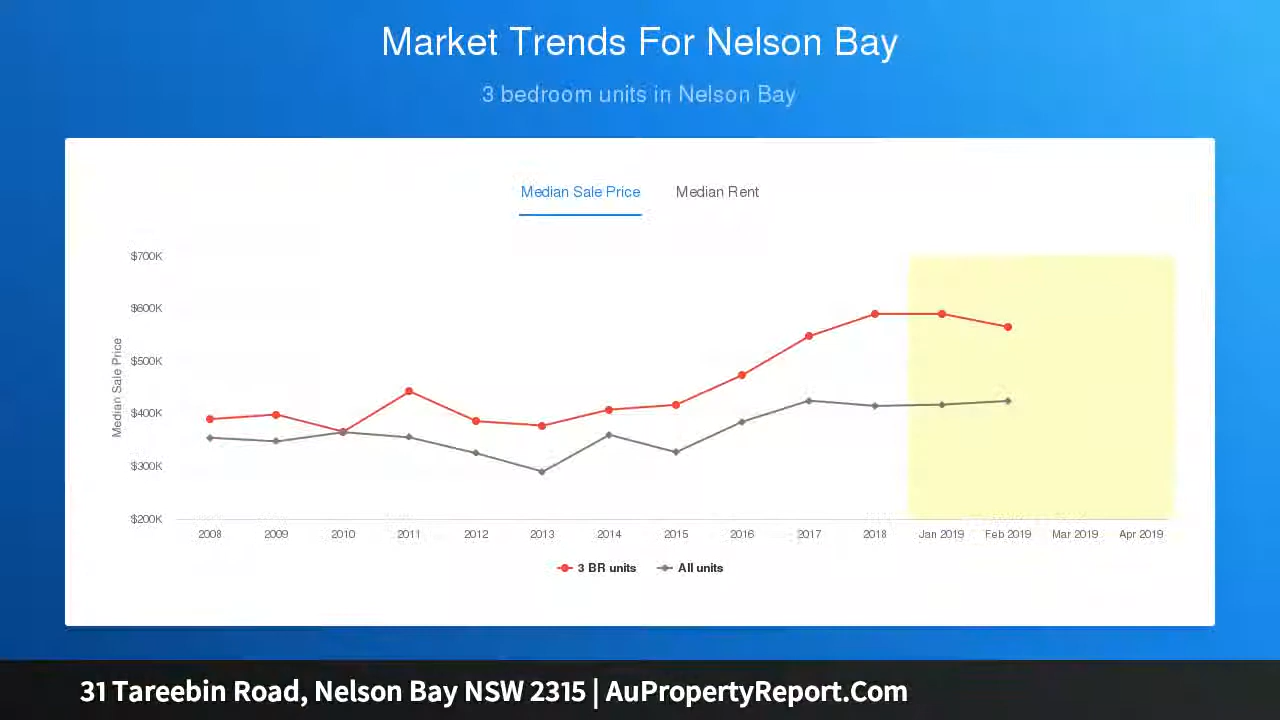 Market Trends For Nelson Bay
3 bedroom units in Nelson Bay
Median Sale Price Median Rent
$700K
$600K
$500K
$400K
$300K
$200K
Median Sale Price
2008 2009 2010 2011 2012 2013 2014 2015 2016 2017 2018 Jan 2019 Feb 2019 Mar 2019 Apr 2019
3 BR units All units
31 Tareebin Road, Nelson Bay NSW 2315 | AuPropertyReport.Com